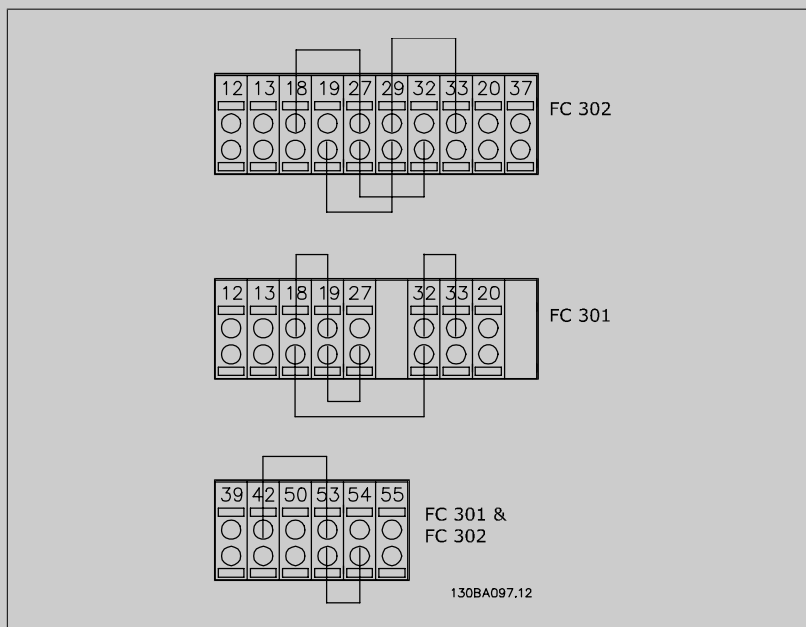 12 13 18 19 27 29 32 33 20 37
FC 302
12 13 18 19 27 32 33 20
FC 301
39 42 50 53 54 55
FC 301 &
FC 302
130BA097.12